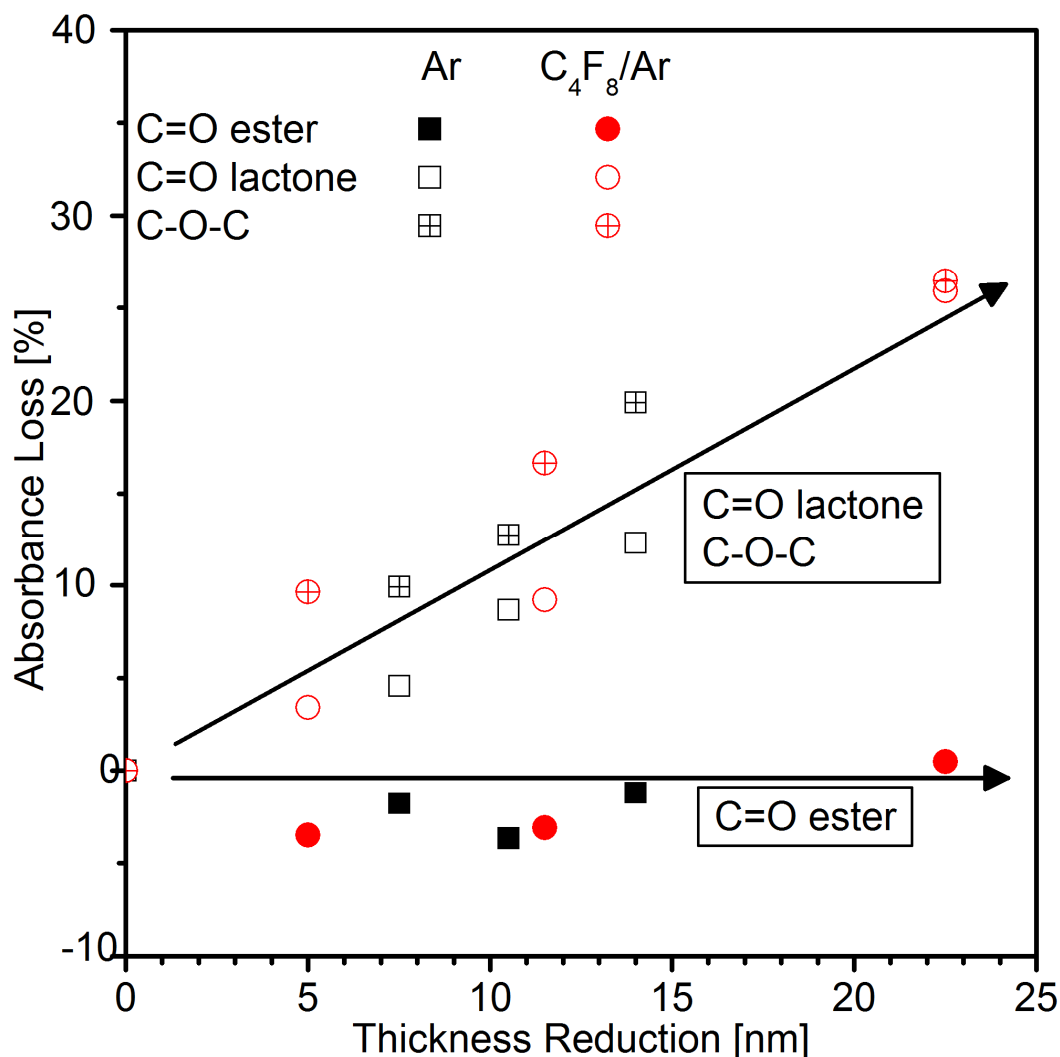 40
30
20
10
0
-10
Absorbance Loss [%]
Ar C₄F₈/Ar
C=O ester
C=O lactone
C-O-C
C=O lactone
C-O-C
C=O ester
0 5 10 15 20 25
Thickness Reduction [nm]